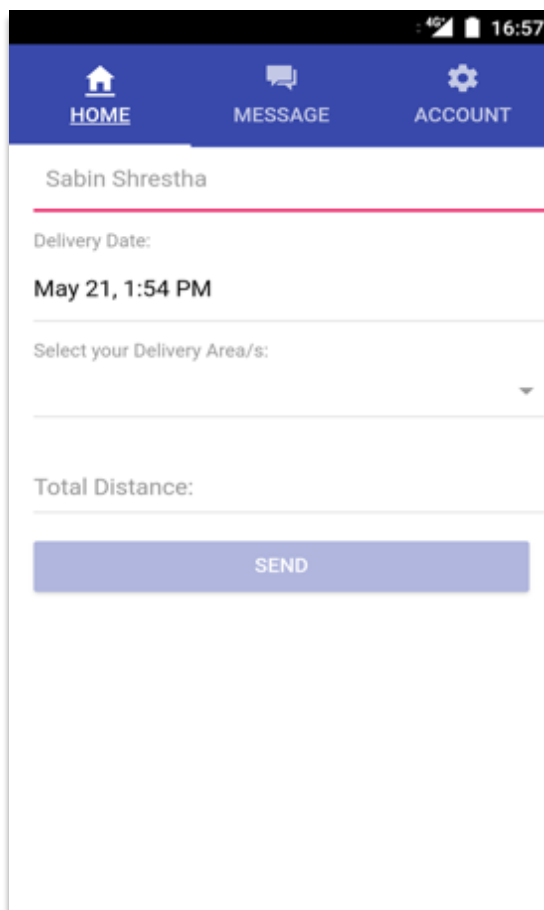 4G 16:57
HOME MESSAGE ACCOUNT
Sabin Shrestha
Delivery Date:
May 21, 1:54 PM
Select your Delivery Area/s:
Total Distance:
SEND